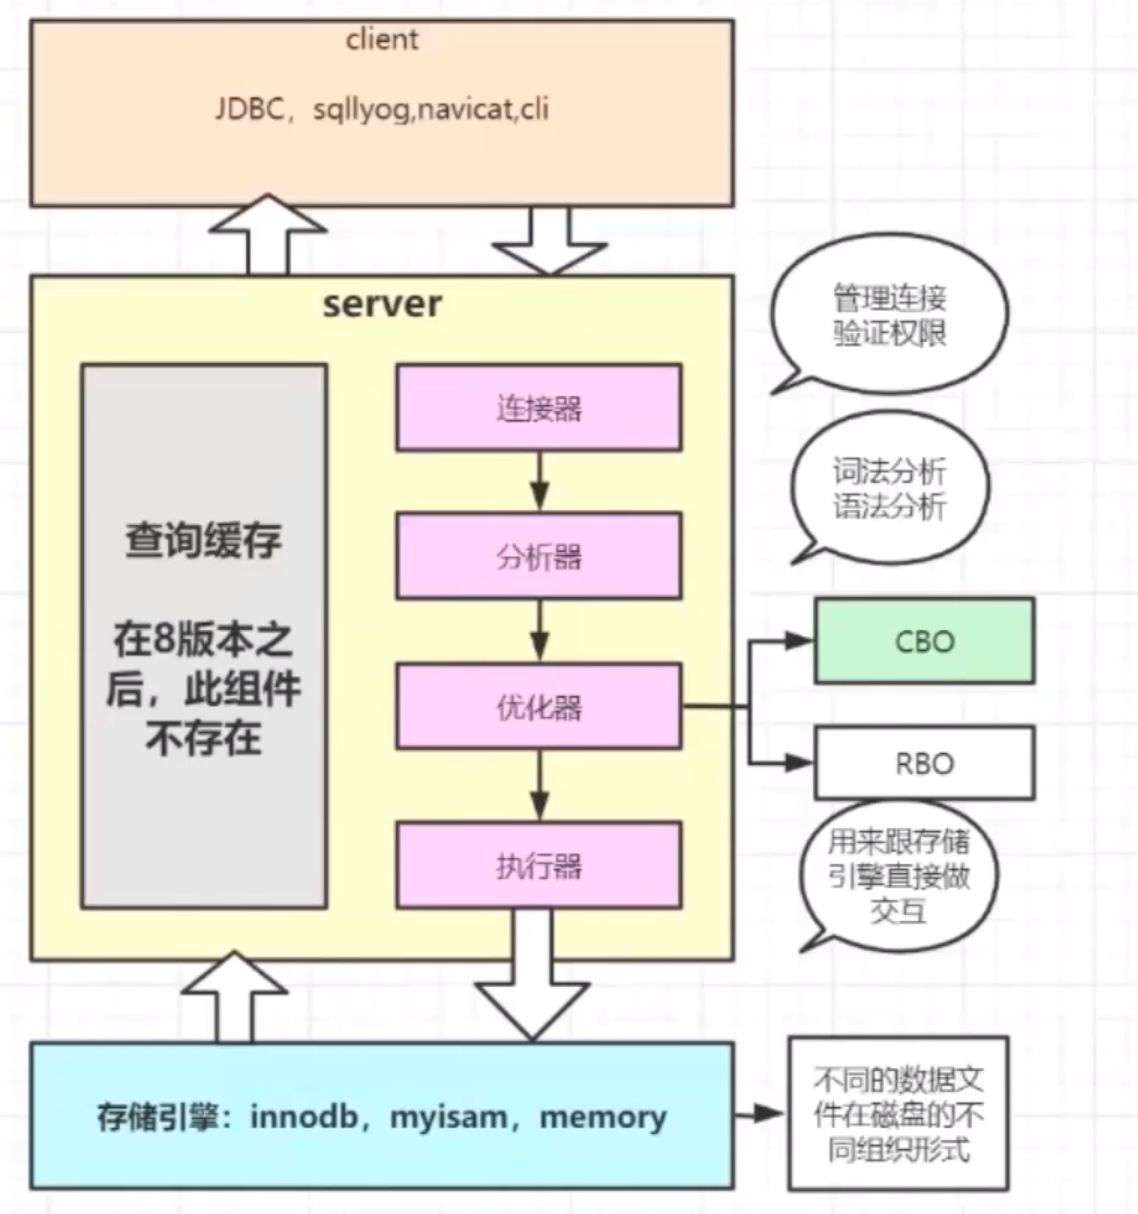 client
JDBC，sqllyog,navicat,cli
server
管理连接
验证权限
连接器
词法分析
语法分析
查询缓存
在8版本之
后，此组件
不存在
分析器
CBO
优化器
RBO
执行器
用来跟存储
引擎直接做
交互
存储引擎：innodb，myisam，memory
不同的数据文
件在磁盘的不
同组织形式